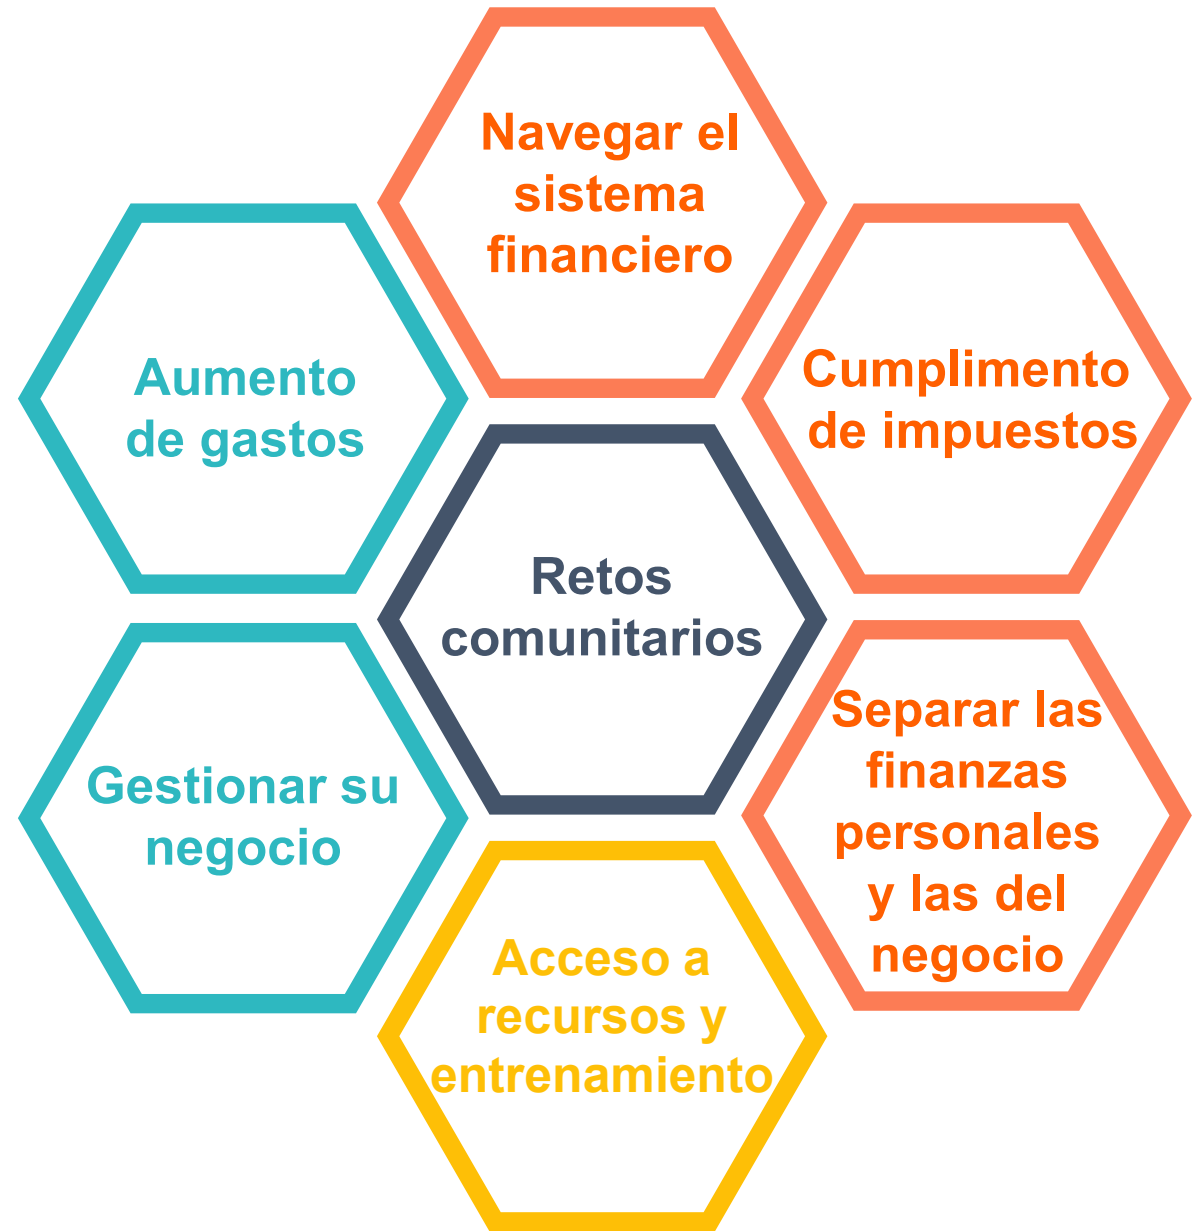 Navegar el
sistema
financiero
Aumento
de gastos
Cumplimento
de impuestos
Retos
comunitarios
Gestionar su
negocio
Separar las
finanzas
personales
y las del
negocio
Acceso a
recursos y
entrenamiento